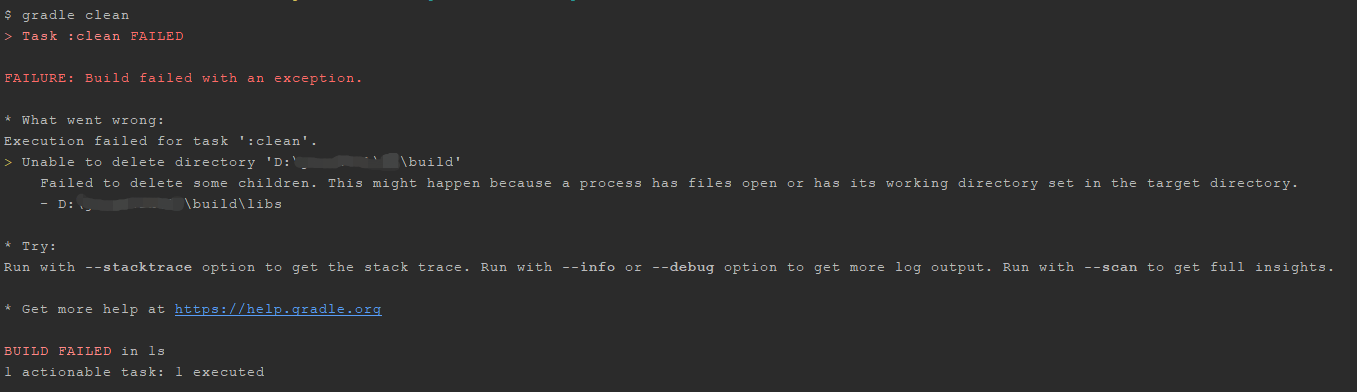 $ gradle clean
> Task :clean FAILED
FAILURE: Build failed with an exception.
* What went wrong:
Execution failed for task ':clean'.
> Unable to delete directory 'D:\ \build'
Failed to delete some children. This might happen because a process has files open or has its working directory set in the target directory.
- D:\ \build\libs
* Try:
Run with --stacktrace option to get the stack trace. Run with --info or --debug option to get more log output. Run with --scan to get full insights.
* Get more help at https://help.gradle.org
BUILD FAILED in 1s
1 actionable task: 1 executed